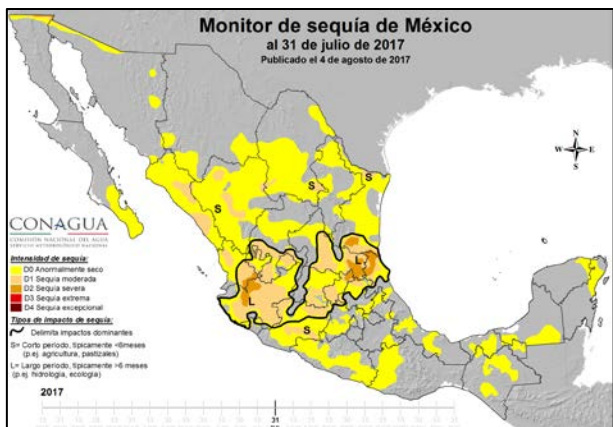 Monitor de sequía de México
al 31 de julio de 2017
Publicado el 4 de agosto de 2017
N
W E
S
S
S
S
L
L
S
CONAGUA
COMISIÓN NACIONAL DEL AGUA
SERVICIO METEOROLÓGICO NACIONAL
Intensidad de sequía:
D0 Anormalmente seco
D1 Sequía moderada
D2 Sequía severa
D3 Sequía extrema
D4 Sequía excepcional
Tipos de impacto de sequía:
Delimita impactos dominantes
S= Corto periodo, típicamente <6meses
(p.ej. agricultura, pastizales)
L= Largo periodo, típicamente >6 meses
(p.ej. hidrología, ecología)
2017
31